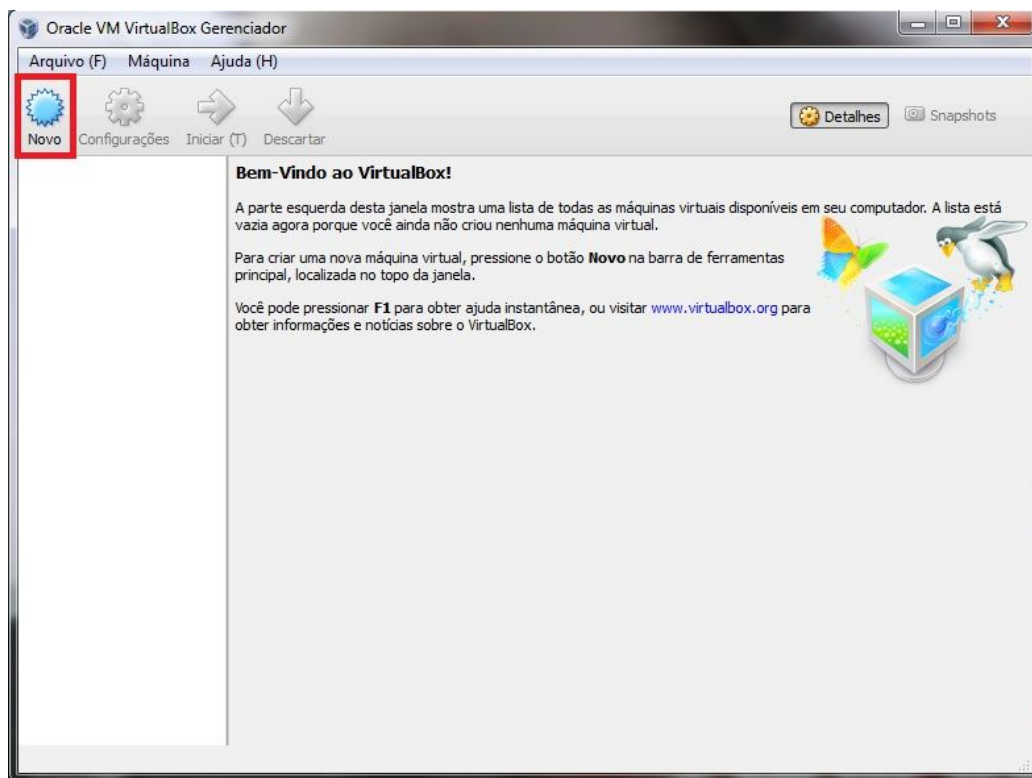 Oracle VM VirtualBox Gerenciador
Arquivo (F) Máquina Ajuda (H)
Novo Configurações Iniciar (T) Descartar Detalhes Snapshots
Bem-Vindo ao VirtualBox!
A parte esquerda desta janela mostra uma lista de todas as máquinas virtuais disponíveis em seu computador. A lista está
vazia agora porque você ainda não criou nenhuma máquina virtual.
Para criar uma nova máquina virtual, pressione o botão Novo na barra de ferramentas
principal, localizada no topo da janela.
Você pode pressionar F1 para obter ajuda instantânea, ou visitar www.virtualbox.org para
obter informações e notícias sobre o VirtualBox.